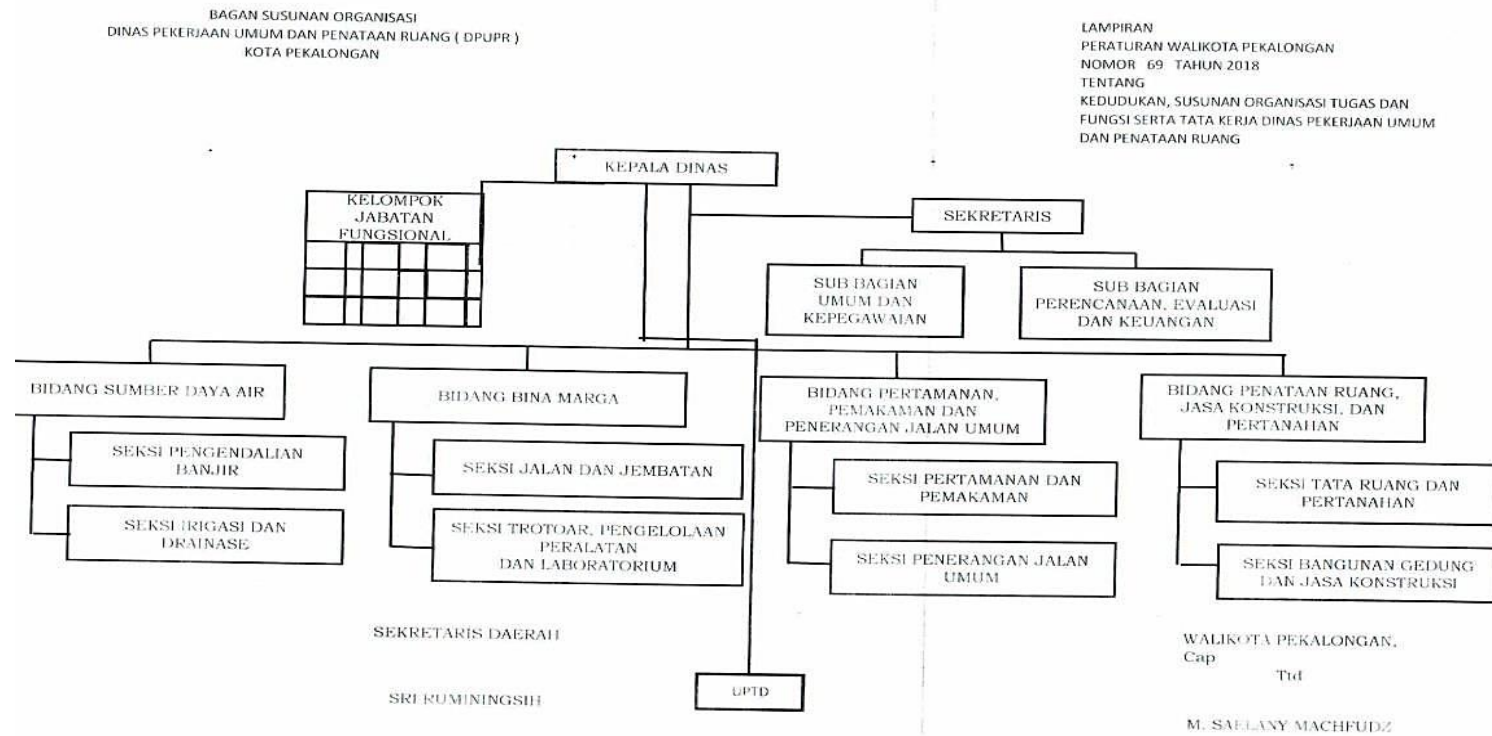 BAGAN SUSUNAN ORGANISASI
DINAS PEKERJAAN UMUM DAN PENATAAN RUANG ( DPUPR )
KOTA PEKALONGAN
LAMPIRAN
PERATURAN WALIKOTA PEKALONGAN
NOMOR 69 TAHUN 2018
TENTANG
KEDUDUKAN, SUSUNAN ORGANISASI TUGAS DAN
FUNGSI SERTA TATA KERJA DINAS PEKERJAAN UMUM
DAN PENATAAN RUANG
KEPALA DINAS
KELOMPOK
JABATAN
FUNGSIONAL
SEKRETARIS
SUB BAGIAN
UMUM DAN
KEPEGAWAIAN
SUB BAGIAN
PERENCANAAN, EVALUASI
DAN KEUANGAN
BIDANG SUMBER DAYA AIR
BIDANG BINA MARGA
BIDANG PERTAMANAN,
PEMAKAMAN DAN
PENERANGAN JALAN UMUM
BIDANG PENATAAN RUANG,
JASA KONSTRUKSI, DAN
PERTANAHAN
SEKSI PENGENDALIAN
BANJIR
SEKSI JALAN DAN JEMBATAN
SEKSI PERTAMANAN DAN
PEMAKAMAN
SEKSI TATA RUANG DAN
PERTANAHAN
SEKSI IRIGASI DAN
DRAINASE
SEKSI TROTOAR, PENGELOLAAN
PERALATAN
DAN LABORATORIUM
SEKSI PENERANGAN JALAN
UMUM
SEKSI BANGUNAN GEDUNG
DAN JASA KONSTRUKSI
SEKRETARIS DAERAH
SRI RUMININGSIH
UPTD
WALIKOTA PEKALONGAN,
Cap
Ttd
M. SAELANY MACHFUDZ